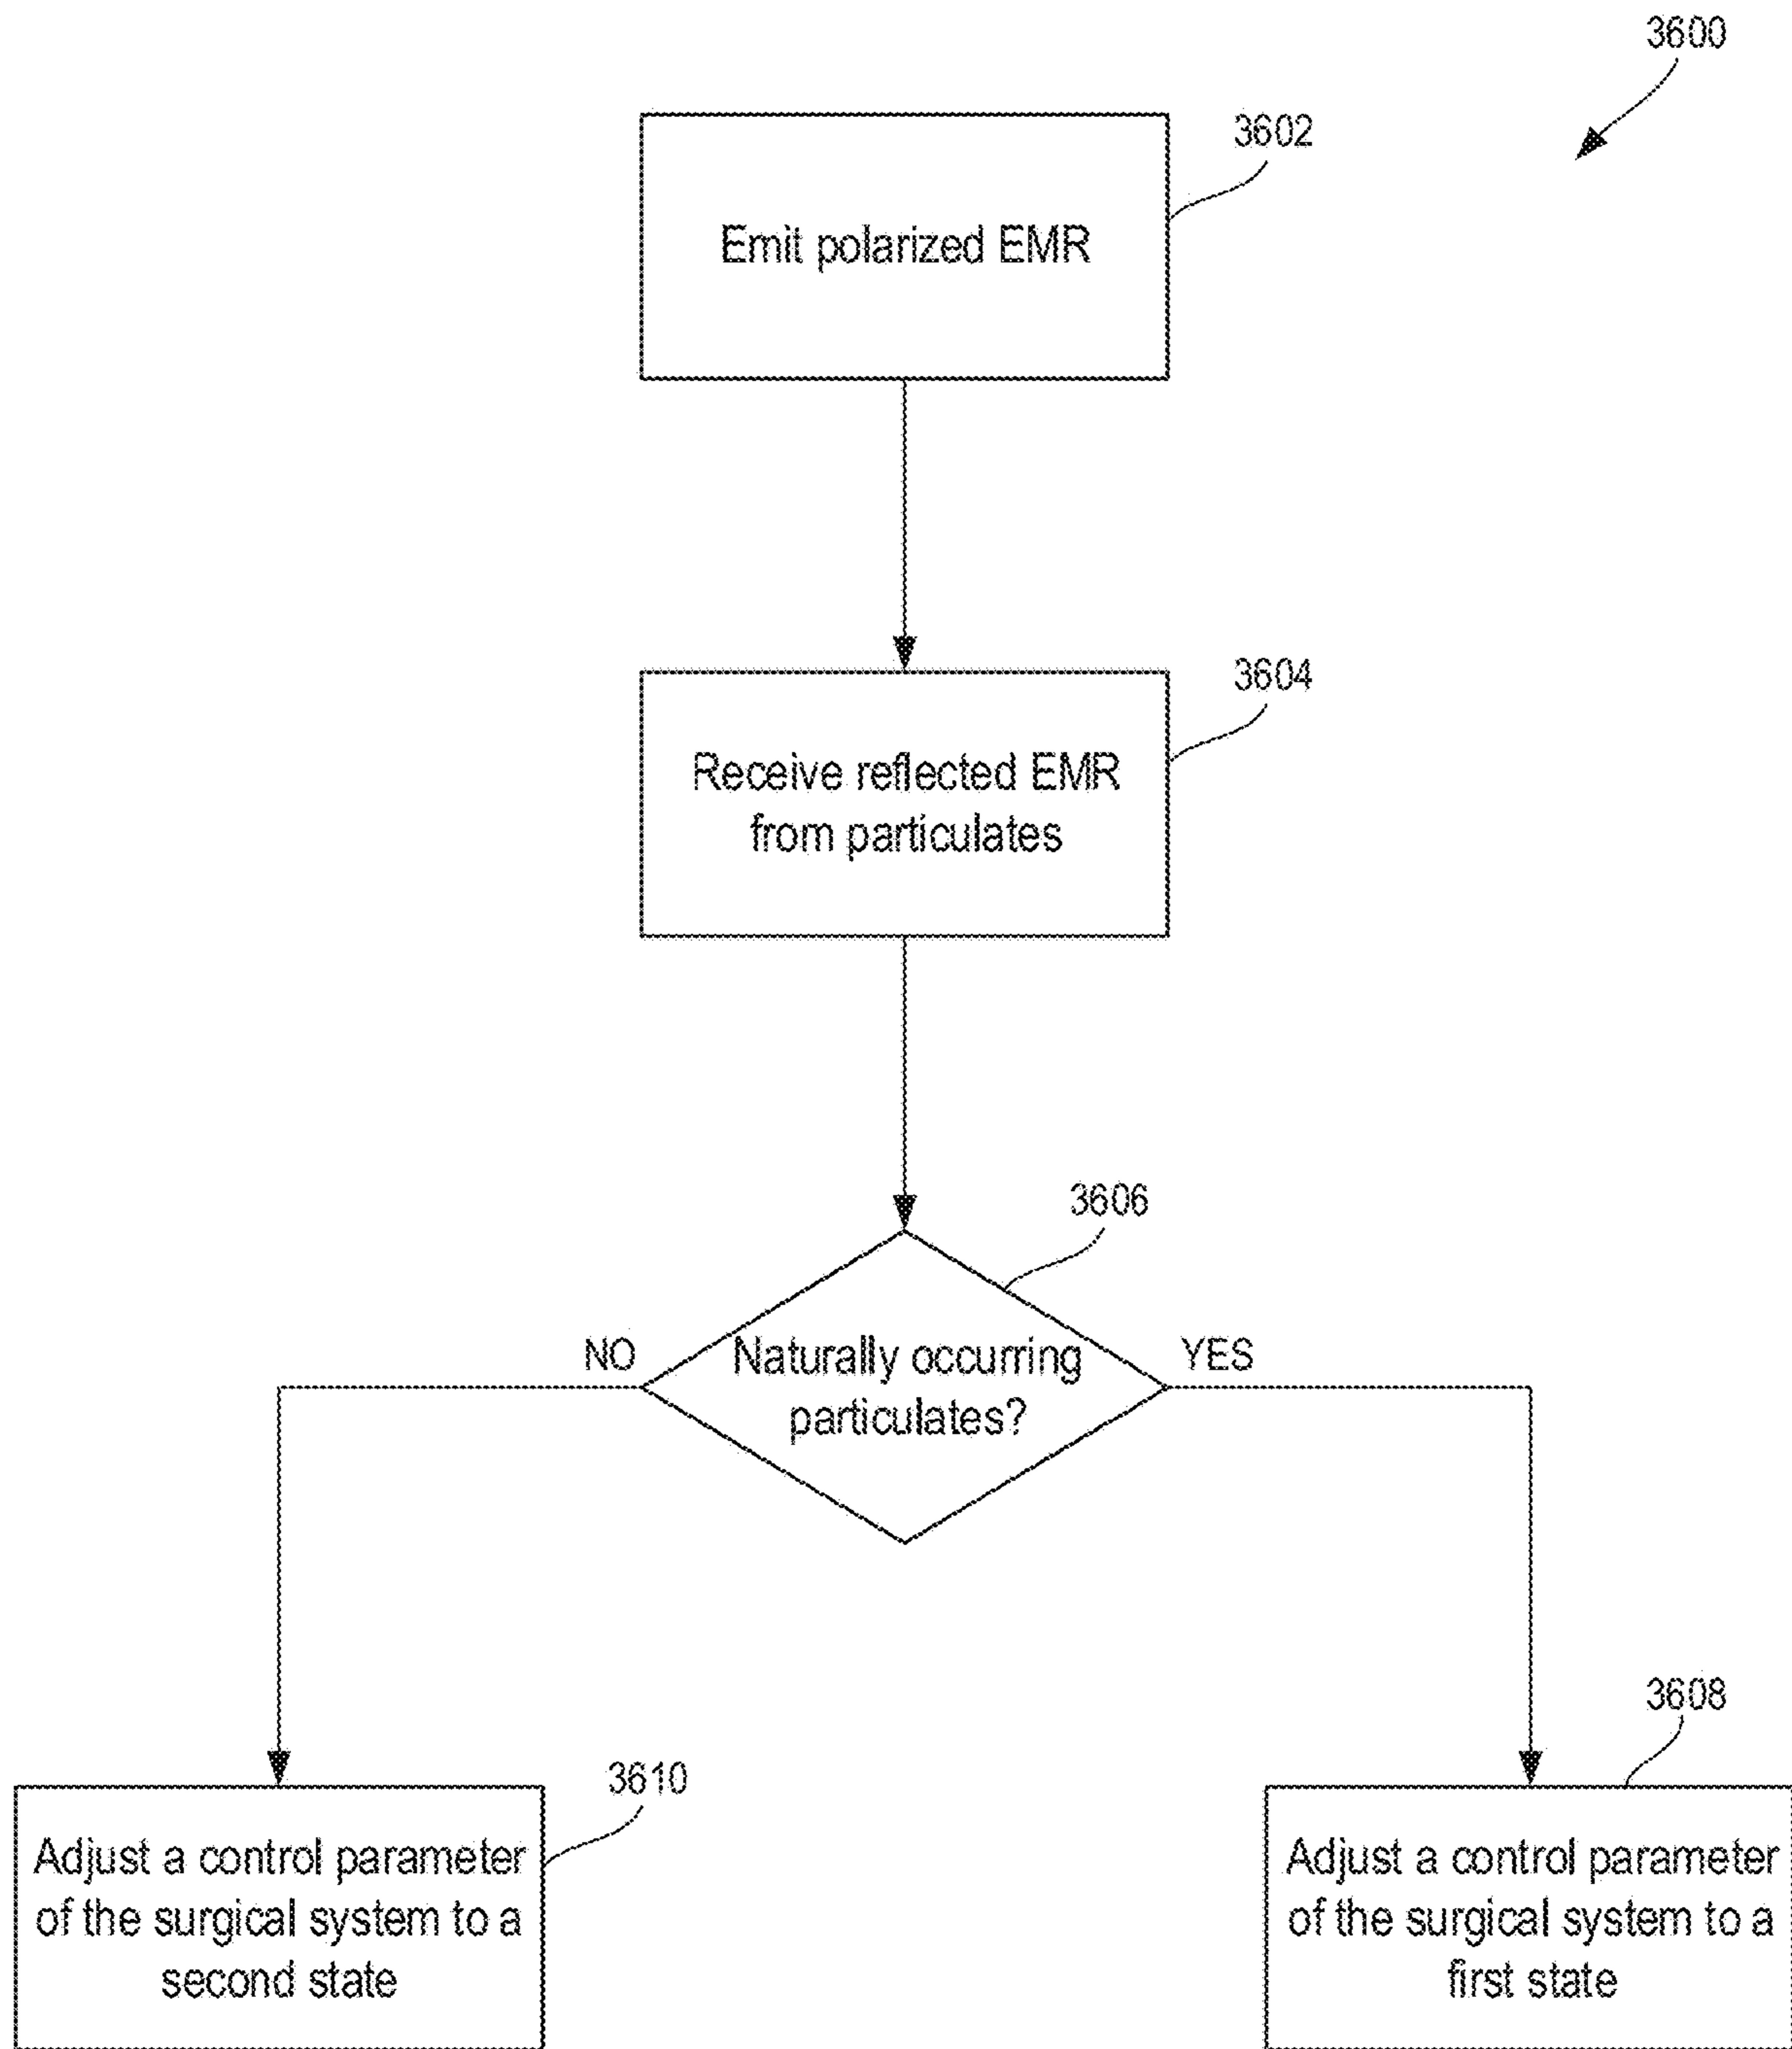 3600
3602
Emit polarized EMR
3604
Receive reflected EMR
from particulates
3606
NO
Naturally occurring
particulates?
YES
3610
Adjust a control parameter
of the surgical system to a
second state
3608
Adjust a control parameter
of the surgical system to a
first state